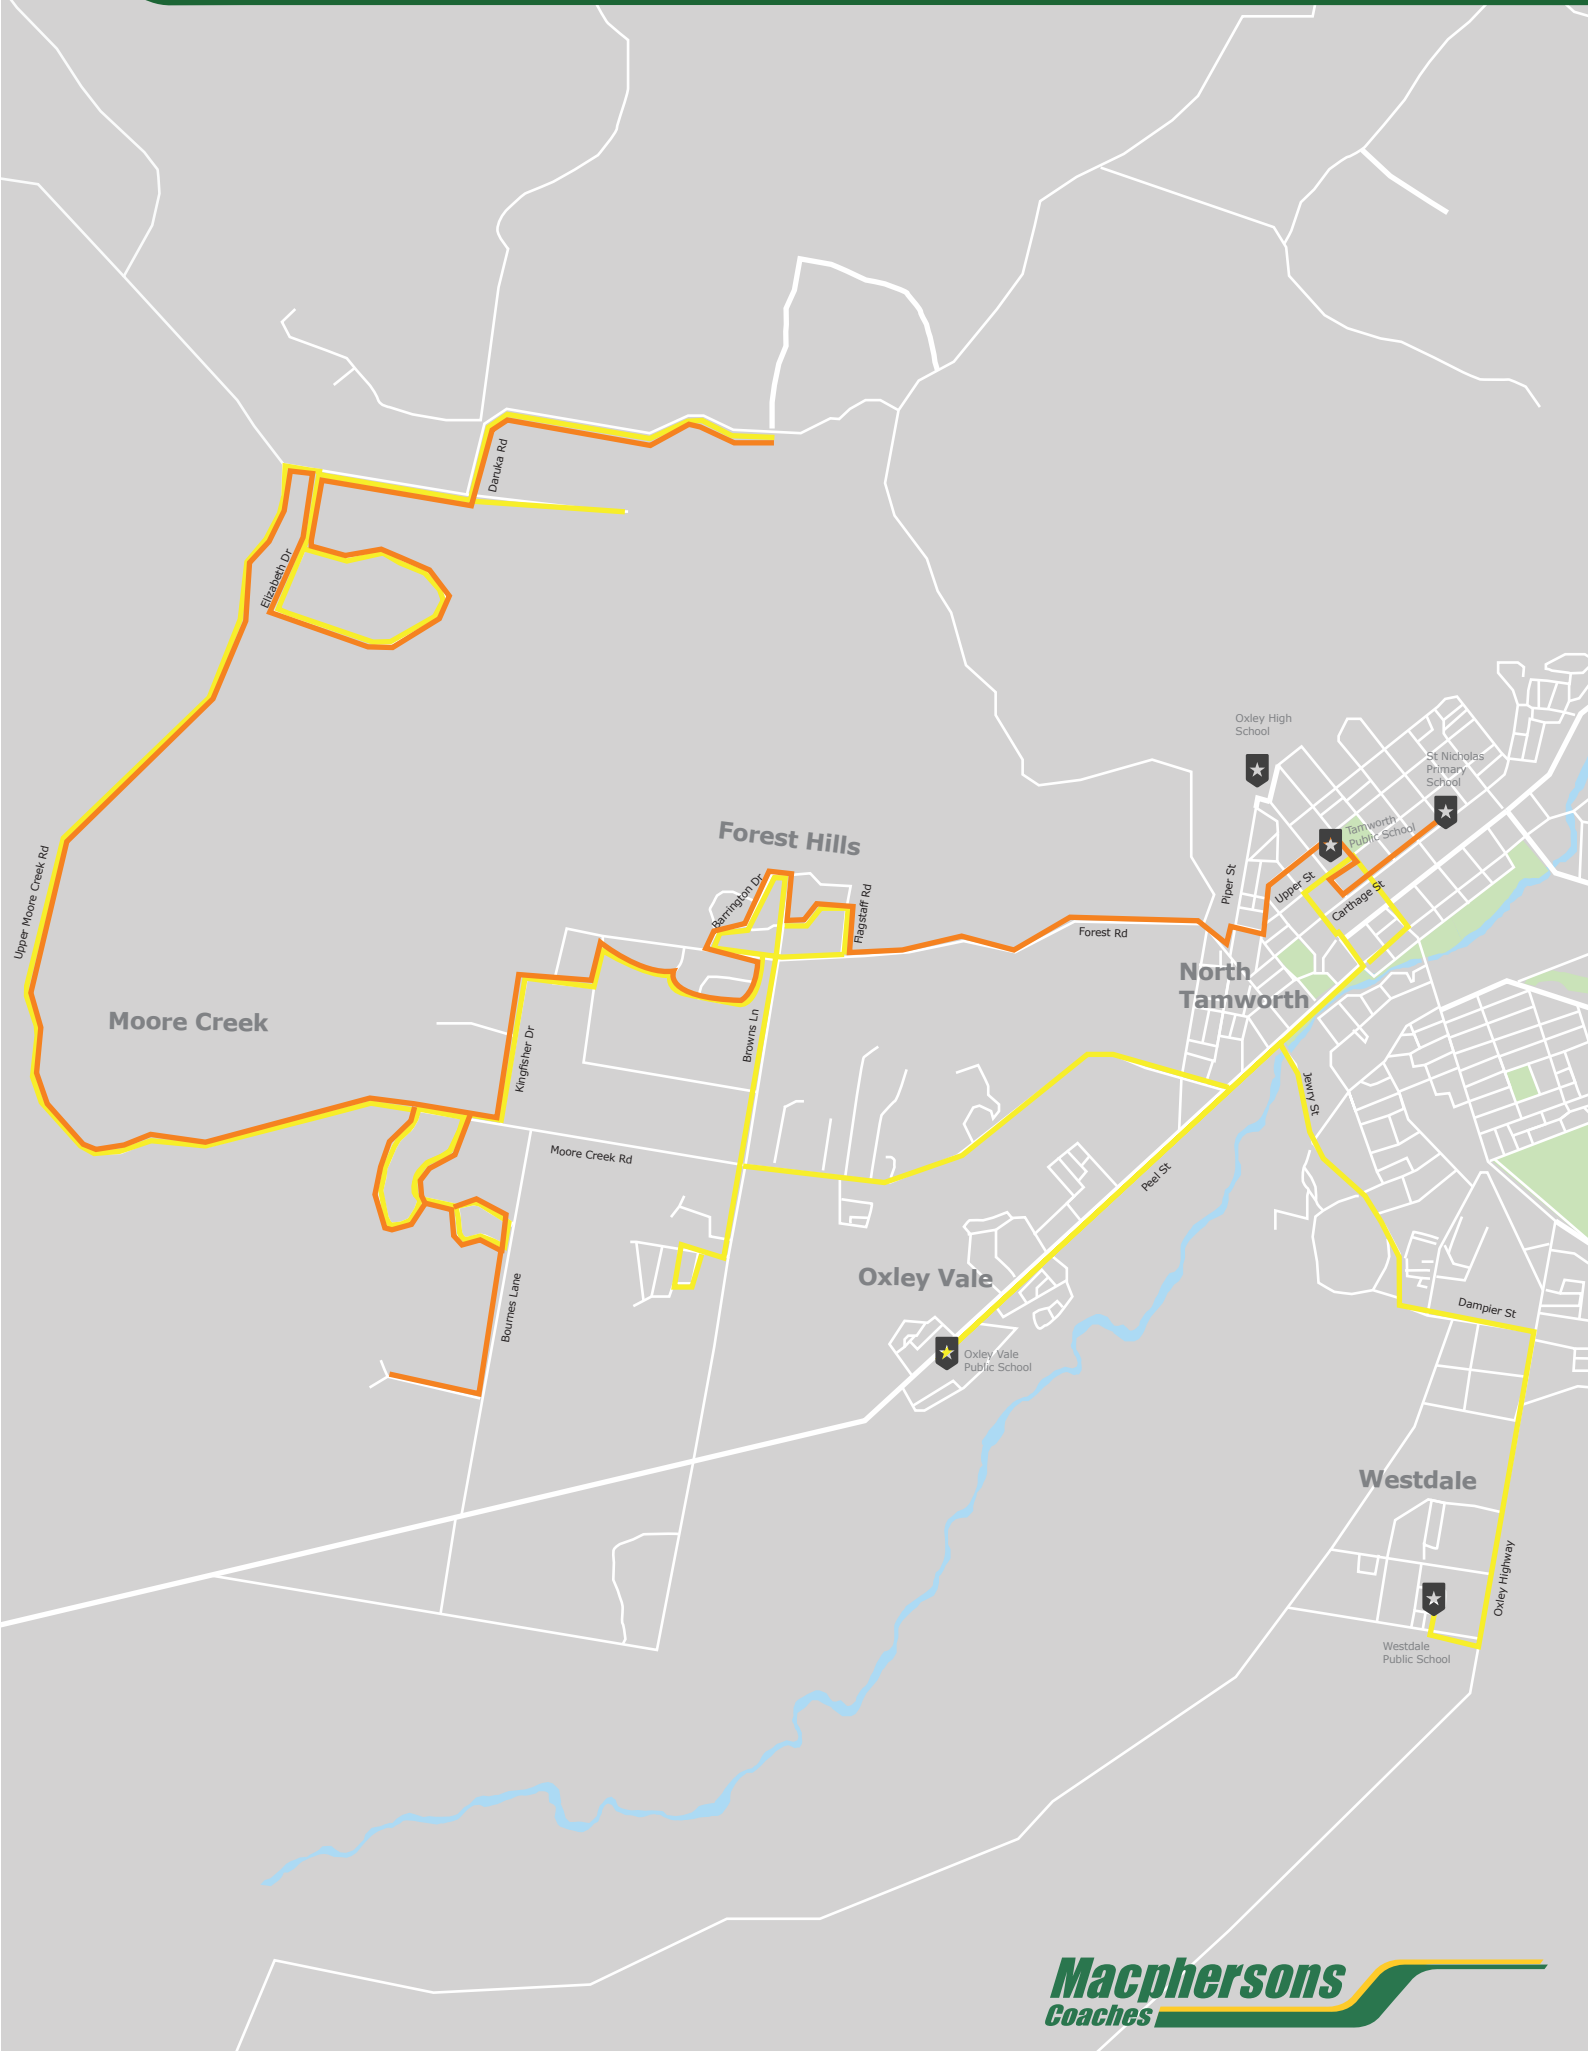 Daruka Rd
Elizabeth Dr
Oxley High
School
St Nicholas
Primary
School
Tamworth
Public School
Forest Hills
Upper Moore Creek Rd
Barrington Dr
Flagstaff Rd
Piper St
Upper St
Carthage St
Forest Rd
North
Tamworth
Moore Creek
Kingfisher Dr
Browns Ln
Jewry St
Moore Creek Rd
Peel St
Oxley Vale
Bournes Lane
Dampier St
Oxley Vale
Public School
Westdale
Oxley Highway
Westdale
Public School
Macphersons
Coaches